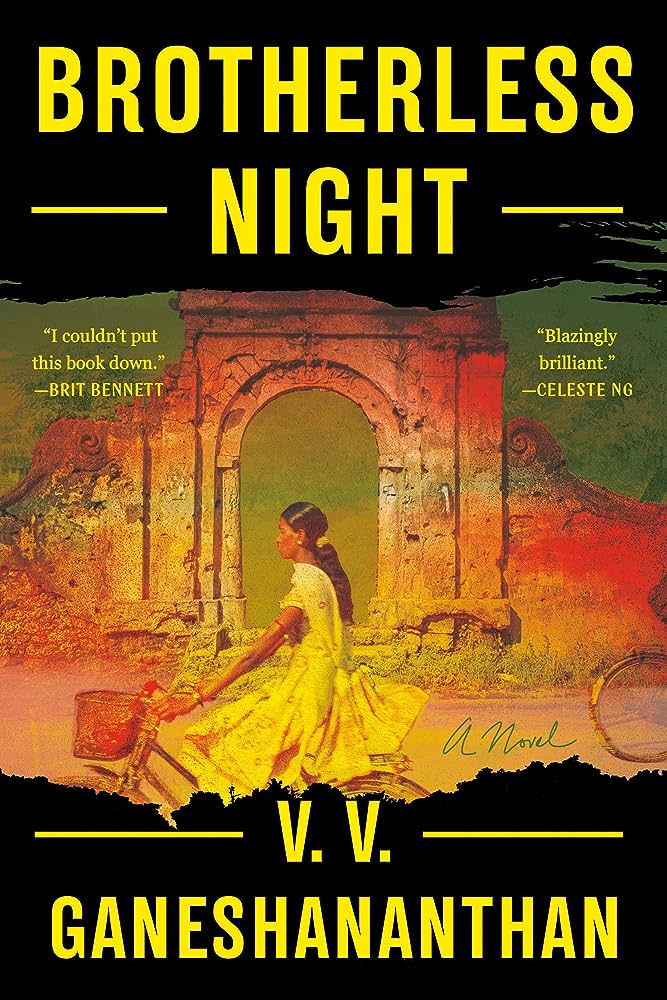 BROTHERLESS
NIGHT
“I couldn’t put
this book down.”
—BRIT BENNETT
“Blazingly
brilliant.”
—CELESTE NG
A Novel
V. V.
GANESHANANTHAN